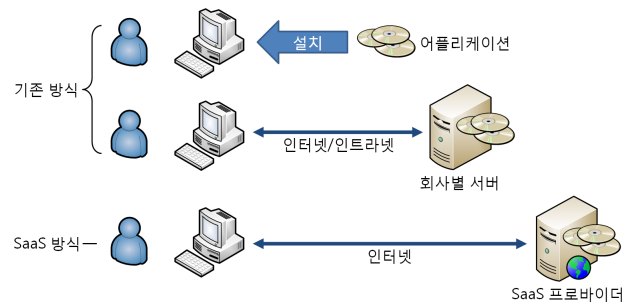 설치
어플리케이션
기존 방식
인터넷/인트라넷
회사별 서버
SaaS 방식
인터넷
SaaS 프로바이더